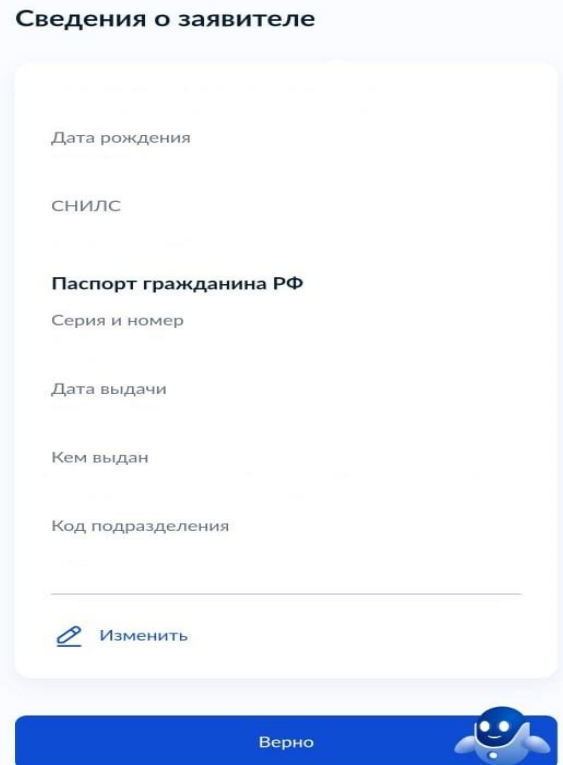 Сведения о заявителе
Дата рождения
СНИЛС
Паспорт гражданина РФ
Серия и номер
Дата выдачи
Кем выдан
Код подразделения
Изменить
Верно